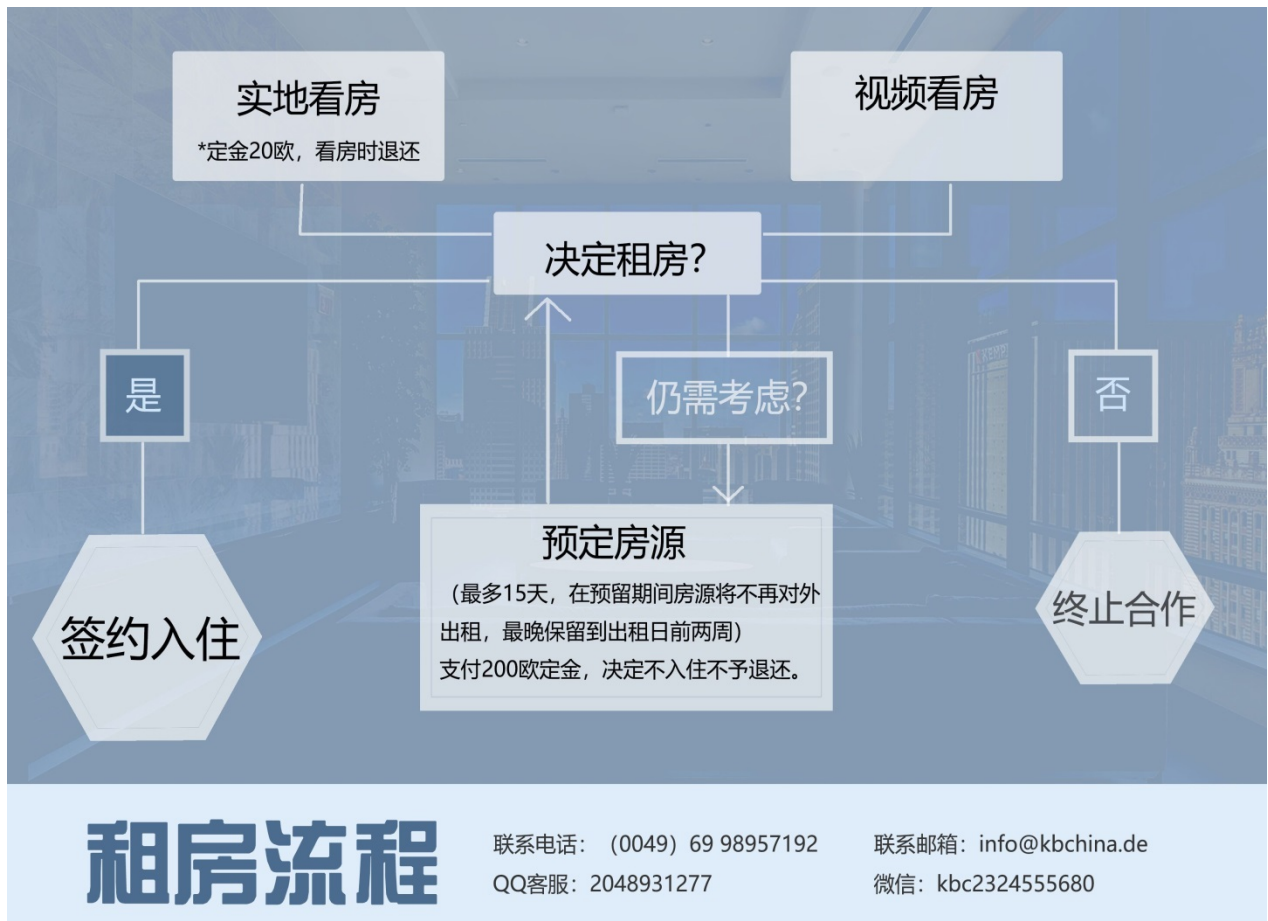 实地看房
*定金20欧，看房时退还
视频看房
决定租房？
是
仍需考虑？
否
预定房源
（最多15天，在预留期间房源将不再对外
出租，最晚保留到出租日前两周）
支付200欧定金，决定不入住不予退还。
签约入住
终止合作
租房流程
联系电话：（0049）69 98957192
联系邮箱：info@kbchina.de
QQ客服：2048931277
微信：kbc2324555680